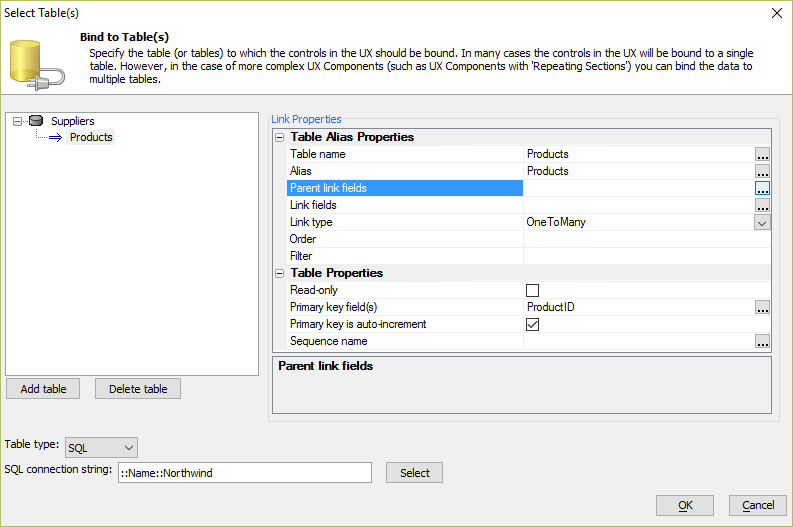 Select Table(s)
Bind to Table(s)
Specify the table (or tables) to which the controls in the UX should be bound. In many cases the controls in the UX will be bound to a single
table. However, in the case of more complex UX Components (such as UX Components with 'Repeating Sections') you can bind the data to
multiple tables.
Suppliers
Products
Add table
Delete table
Link Properties
Table Alias Properties
Table name Products ...
Alias Products ...
Parent link fields ...
Link fields ...
Link type OneToMany
Order
Filter
Table Properties
Read-only
Primary key field(s) ProductID ...
Primary key is auto-increment
Sequence name ...
Parent link fields
Table type: SQL
SQL connection string: ::Name::Northwind Select
OK Cancel